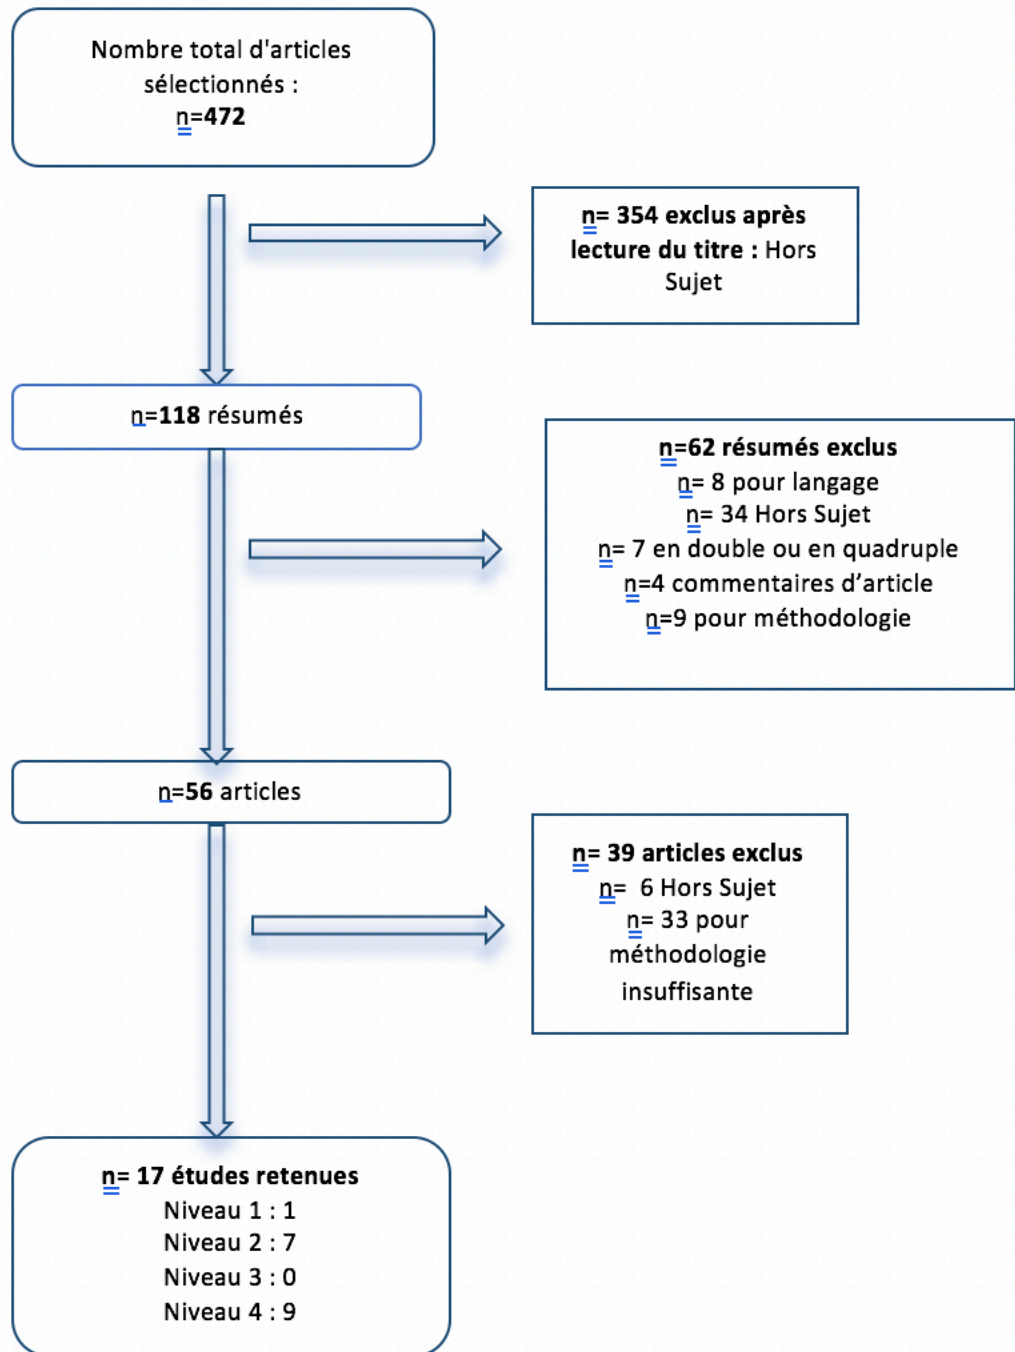 Nombre total d'articles
sélectionnés :
n=472
n= 354 exclus après
lecture du titre : Hors
Sujet
n=118 résumés
n=62 résumés exclus
n= 8 pour langage
n= 34 Hors Sujet
n= 7 en double ou en quadruple
n=4 commentaires d’article
n=9 pour méthodologie
n=56 articles
n= 39 articles exclus
n=  6 Hors Sujet
n= 33 pour
méthodologie
insuffisante
n= 17 études retenues
Niveau 1 : 1
Niveau 2 : 7
Niveau 3 : 0
Niveau 4 : 9